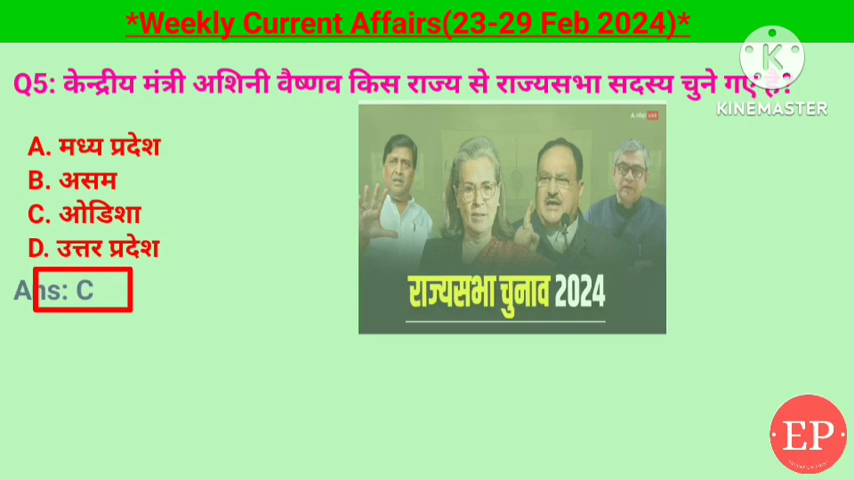 *Weekly Current Affairs(23-29 Feb 2024)*
Q5: केन्द्रीय मंत्री अशिनी वैष्णव किस राज्य से राज्यसभा सदस्य चुने गए
KINEMASTER
A. मध्य प्रदेश
B. असम
C. ओडिशा
D. उत्तर प्रदेश
Ans: C
राज्यसभा चुनाव 2024
EP